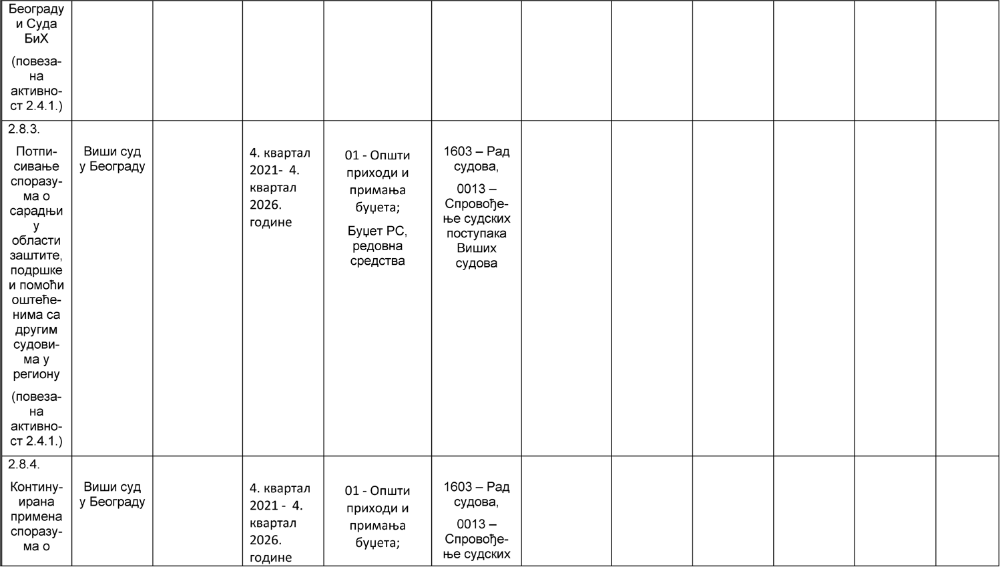 Београду
и Суда
БиХ
(повеза-
на
активно-
ст 2.4.1.)
2.8.3.
Потпи-
сивање
споразу-
ма о
сарадњи
у
области
заштите,
подршке
и помоћи
оштеће-
нима са
другим
судови-
ма у
региону
(повеза-
на
активно-
ст 2.4.1.)
Виши суд
у Београду
4. квартал
2021-  4.
квартал
2026.
године
01 - Општи
приходи и
примања
буџета;
Буџет РС,
редовна
средства
1603 – Рад
судова,
0013 –
Спровође-
ње судских
поступака
Виших
судова
2.8.4.
Контину-
ирана
примена
споразу-
ма о
Виши суд
у Београду
4. квартал
2021 -  4.
квартал
2026.
године
01 - Општи
приходи и
примања
буџета;
1603 – Рад
судова,
0013 –
Спровође-
ње судских